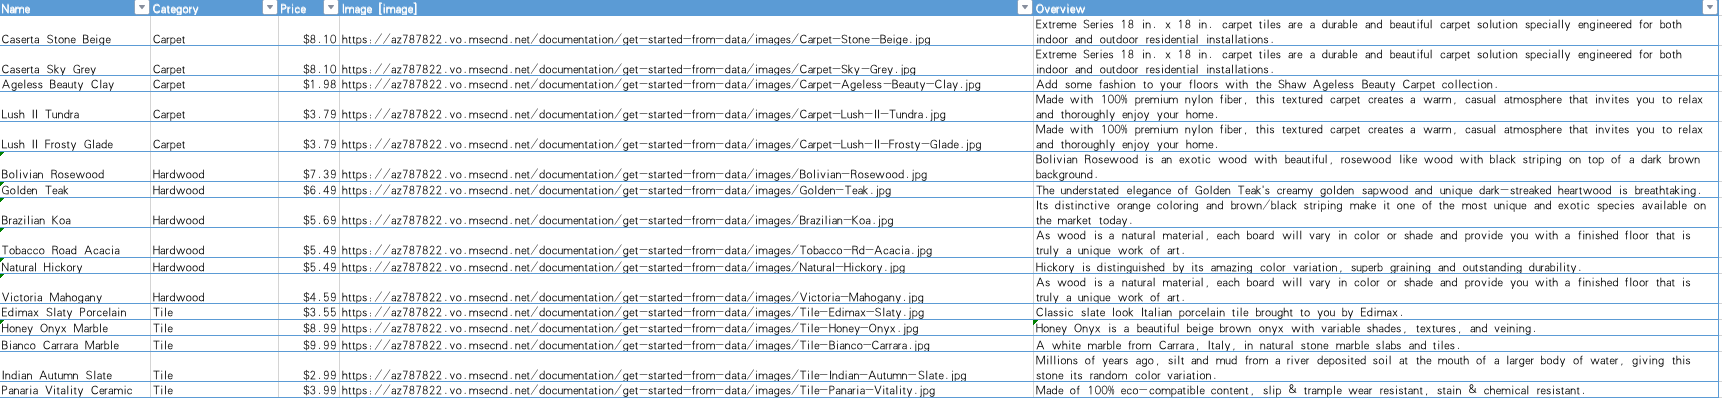 Name Category Price Image [image] Overview
Extreme Series 18 in. x 18 in. carpet tiles are a durable and beautiful carpet solution specially engineered for both
Caserta Stone Beige Carpet $8.10 https://az787822.vo.msecnd.net/documentation/get-started-from-data/images/Carpet-Stone-Beige.jpg indoor and outdoor residential installations.
Extreme Series 18 in. x 18 in. carpet tiles are a durable and beautiful carpet solution specially engineered for both
Caserta Sky Grey Carpet $8.10 https://az787822.vo.msecnd.net/documentation/get-started-from-data/images/Carpet-Sky-Grey.jpg indoor and outdoor residential installations.
Ageless Beauty Clay Carpet $1.98 https://az787822.vo.msecnd.net/documentation/get-started-from-data/images/Carpet-Ageless-Beauty-Clay.jpg Add some fashion to your floors with the Shaw Ageless Beauty Carpet collection.
Made with 100% premium nylon fiber, this textured carpet creates a warm, casual atmosphere that invites you to relax
Lush II Tundra Carpet $3.79 https://az787822.vo.msecnd.net/documentation/get-started-from-data/images/Carpet-Lush-II-Tundra.jpg and thoroughly enjoy your home.
Made with 100% premium nylon fiber, this textured carpet creates a warm, casual atmosphere that invites you to relax
Lush II Frosty Glade Carpet $3.79 https://az787822.vo.msecnd.net/documentation/get-started-from-data/images/Carpet-Lush-II-Frosty-Glade.jpg and thoroughly enjoy your home.
Bolivian Rosewood is an exotic wood with beautiful, rosewood like wood with black striping on top of a dark brown
Bolivian Rosewood Hardwood $7.39 https://az787822.vo.msecnd.net/documentation/get-started-from-data/images/Bolivian-Rosewood.jpg background.
Golden Teak Hardwood $6.49 https://az787822.vo.msecnd.net/documentation/get-started-from-data/images/Golden-Teak.jpg The understated elegance of Golden Teak's creamy golden sapwood and unique dark-streaked heartwood is breathtaking.
Its distinctive orange coloring and brown/black striping make it one of the most unique and exotic species available on
Brazilian Koa Hardwood $5.69 https://az787822.vo.msecnd.net/documentation/get-started-from-data/images/Brazilian-Koa.jpg the market today.
As wood is a natural material, each board will vary in color or shade and provide you with a finished floor that is
Tobacco Road Acacia Hardwood $5.49 https://az787822.vo.msecnd.net/documentation/get-started-from-data/images/Tobacco-Rd-Acacia.jpg truly a unique work of art.
Natural Hickory Hardwood $5.49 https://az787822.vo.msecnd.net/documentation/get-started-from-data/images/Natural-Hickory.jpg Hickory is distinguished by its amazing color variation, superb graining and outstanding durability.
As wood is a natural material, each board will vary in color or shade and provide you with a finished floor that is
Victoria Mahogany Hardwood $4.59 https://az787822.vo.msecnd.net/documentation/get-started-from-data/images/Victoria-Mahogany.jpg truly a unique work of art.
Edimax Slaty Porcelain Tile $3.55 https://az787822.vo.msecnd.net/documentation/get-started-from-data/images/Tile-Edimax-Slaty.jpg Classic slate look Italian porcelain tile brought to you by Edimax.
Honey Onyx Marble Tile $8.99 https://az787822.vo.msecnd.net/documentation/get-started-from-data/images/Tile-Honey-Onyx.jpg Honey Onyx is a beautiful beige brown onyx with variable shades, textures, and veining.
Bianco Carrara Marble Tile $9.99 https://az787822.vo.msecnd.net/documentation/get-started-from-data/images/Tile-Bianco-Carrara.jpg A white marble from Carrara, Italy, in natural stone marble slabs and tiles.
Millions of years ago, silt and mud from a river deposited soil at the mouth of a larger body of water, giving this
Indian Autumn Slate Tile $2.99 https://az787822.vo.msecnd.net/documentation/get-started-from-data/images/Tile-Indian-Autumn-Slate.jpg stone its random color variation.
Panaria Vitality Ceramic Tile $3.99 https://az787822.vo.msecnd.net/documentation/get-started-from-data/images/Tile-Panaria-Vitality.jpg Made of 100% eco-compatible content, slip & trample wear resistant, stain & chemical resistant.